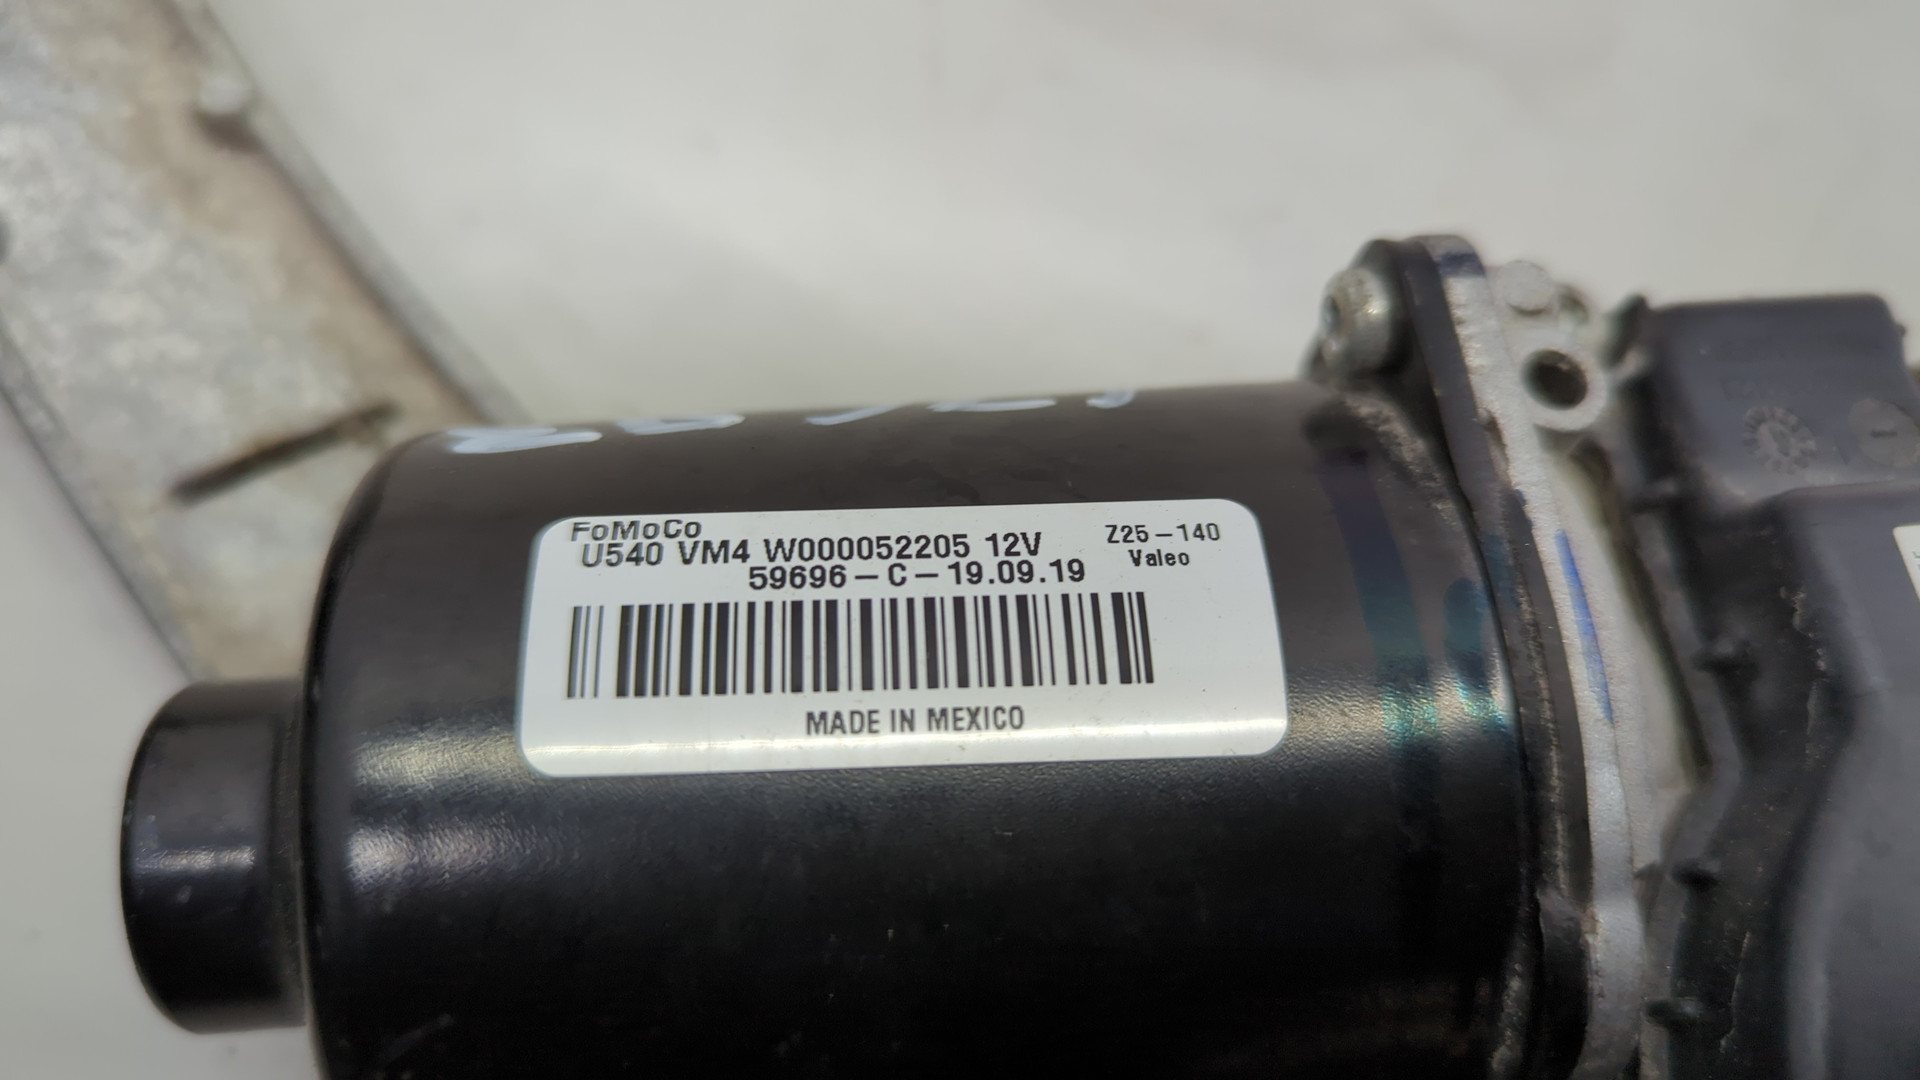 FoMoCo
U540 VM4 W000052205 12V
Z25-140
Valeo
59696-C-19.09.19
MADE IN MEXICO